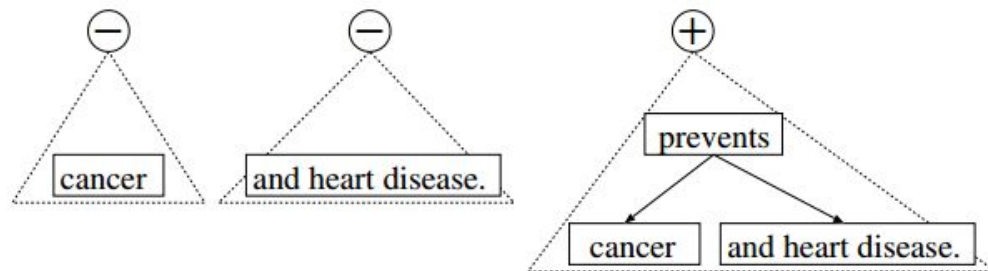 − − +
prevents
cancer and heart disease. cancer and heart disease.